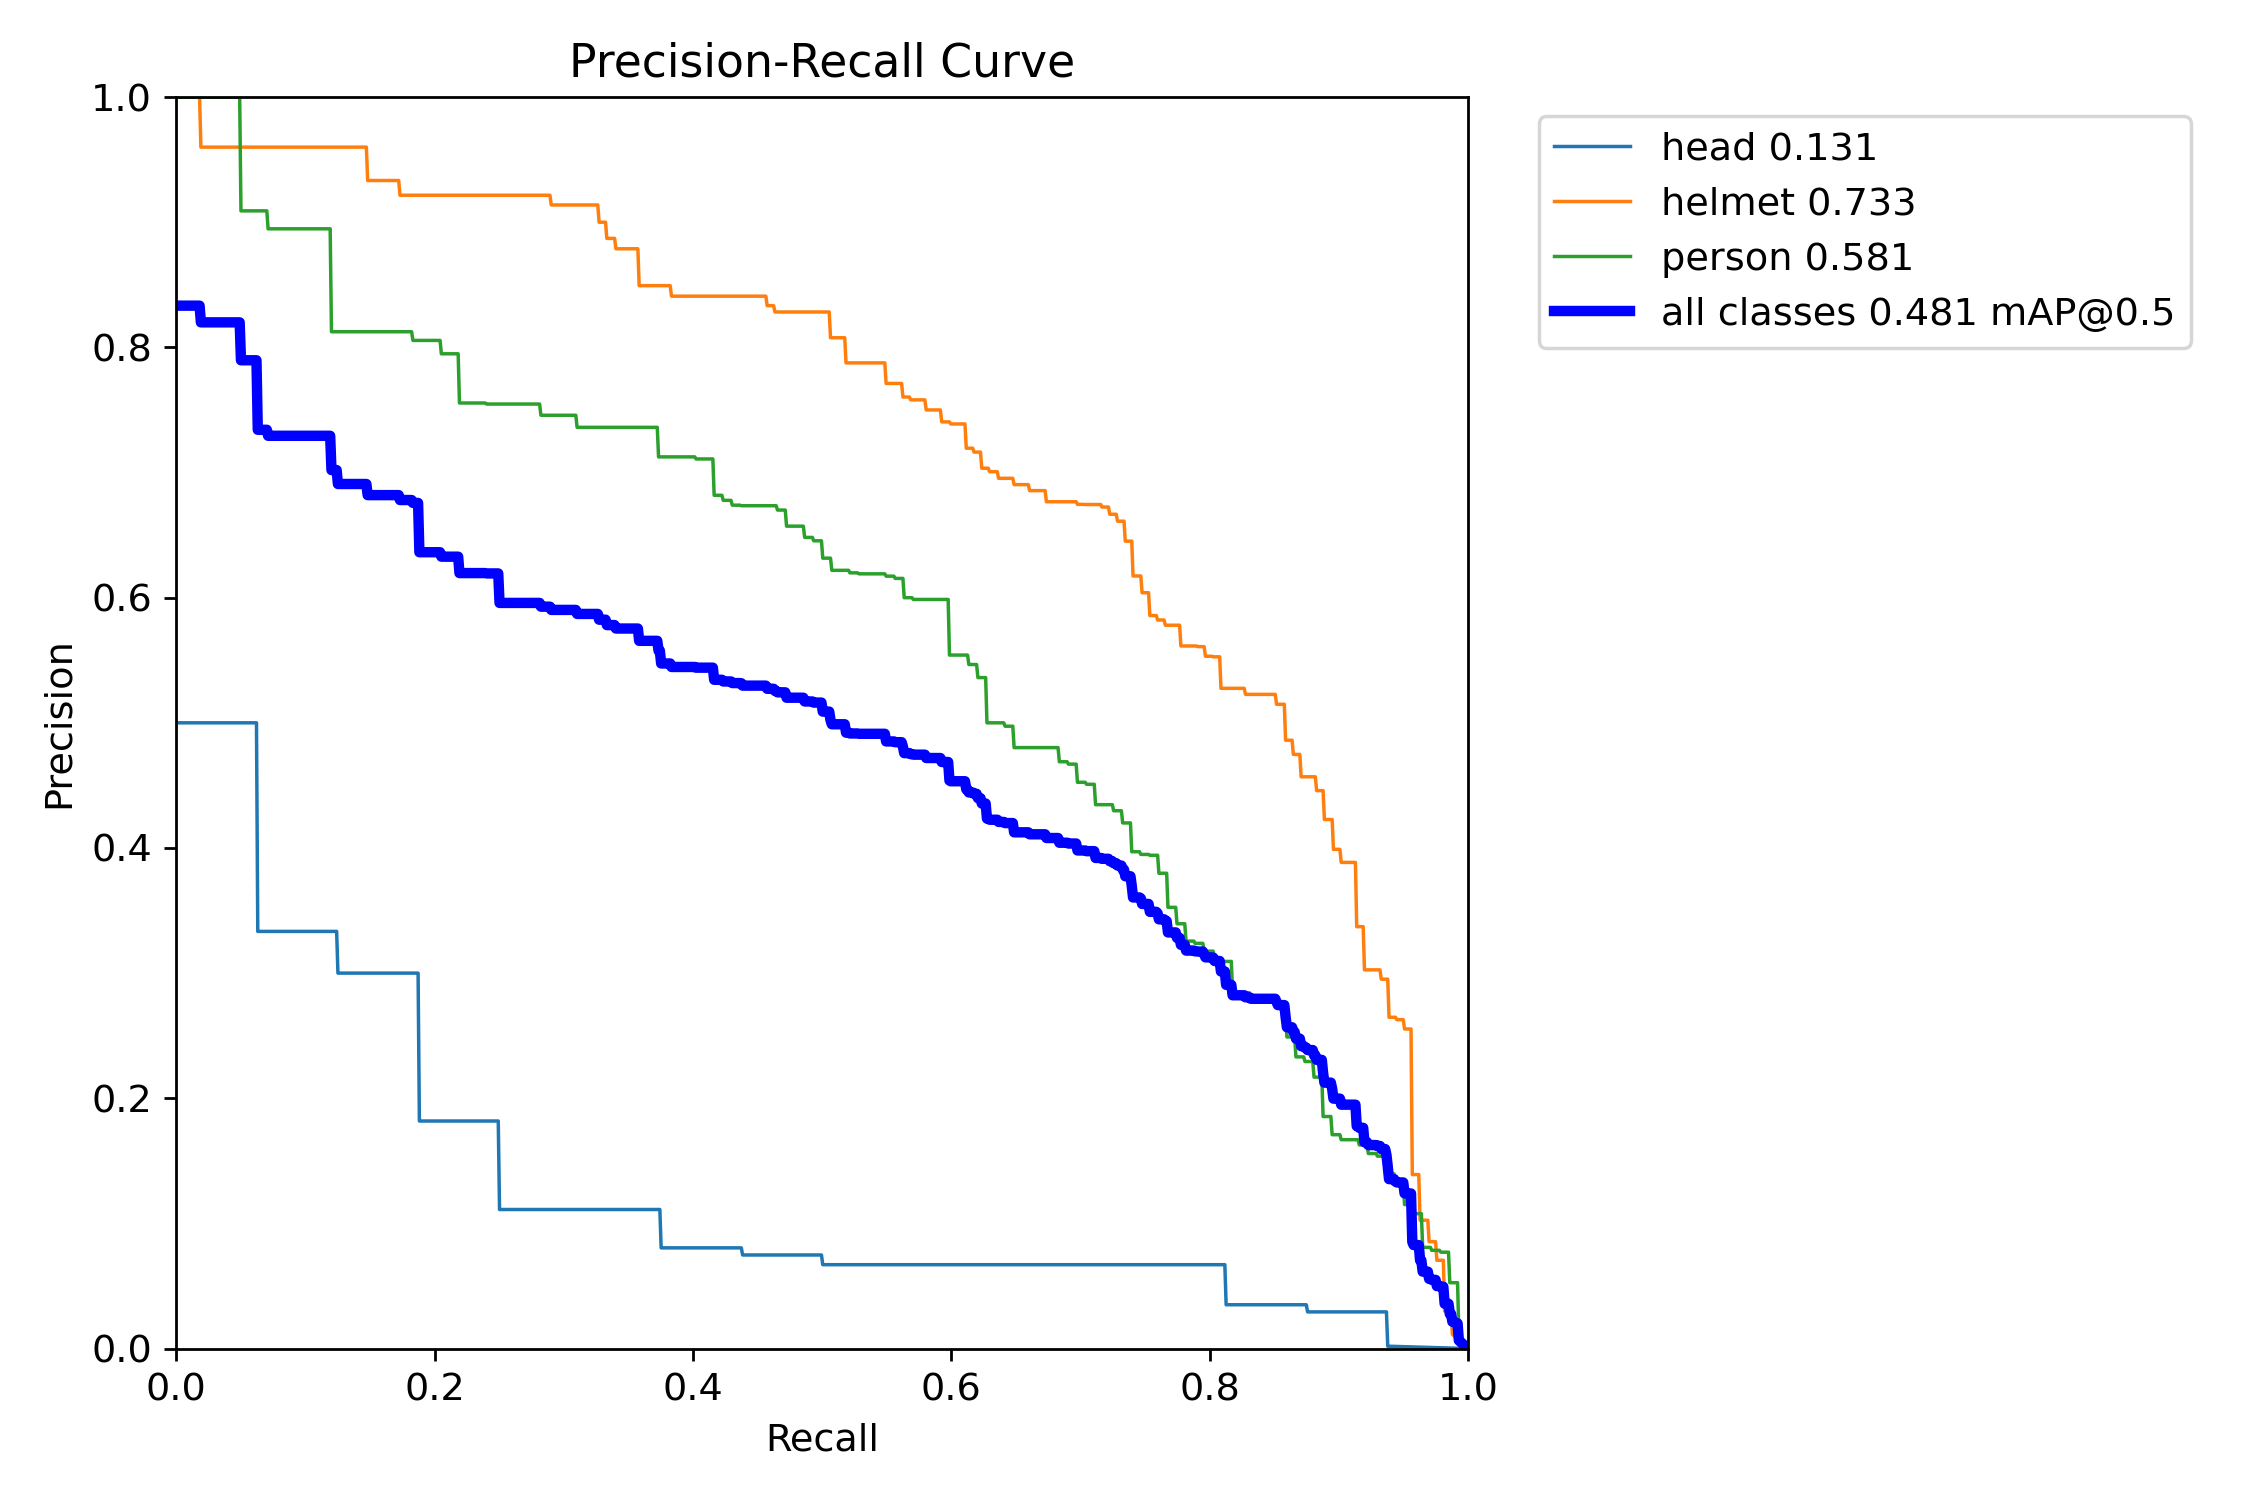 Precision-Recall Curve
1.0
0.8
0.6
0.4
0.2
0.0
Precision
0.0 0.2 0.4 0.6 0.8 1.0
Recall
head 0.131
helmet 0.733
person 0.581
all classes 0.481 mAP@0.5